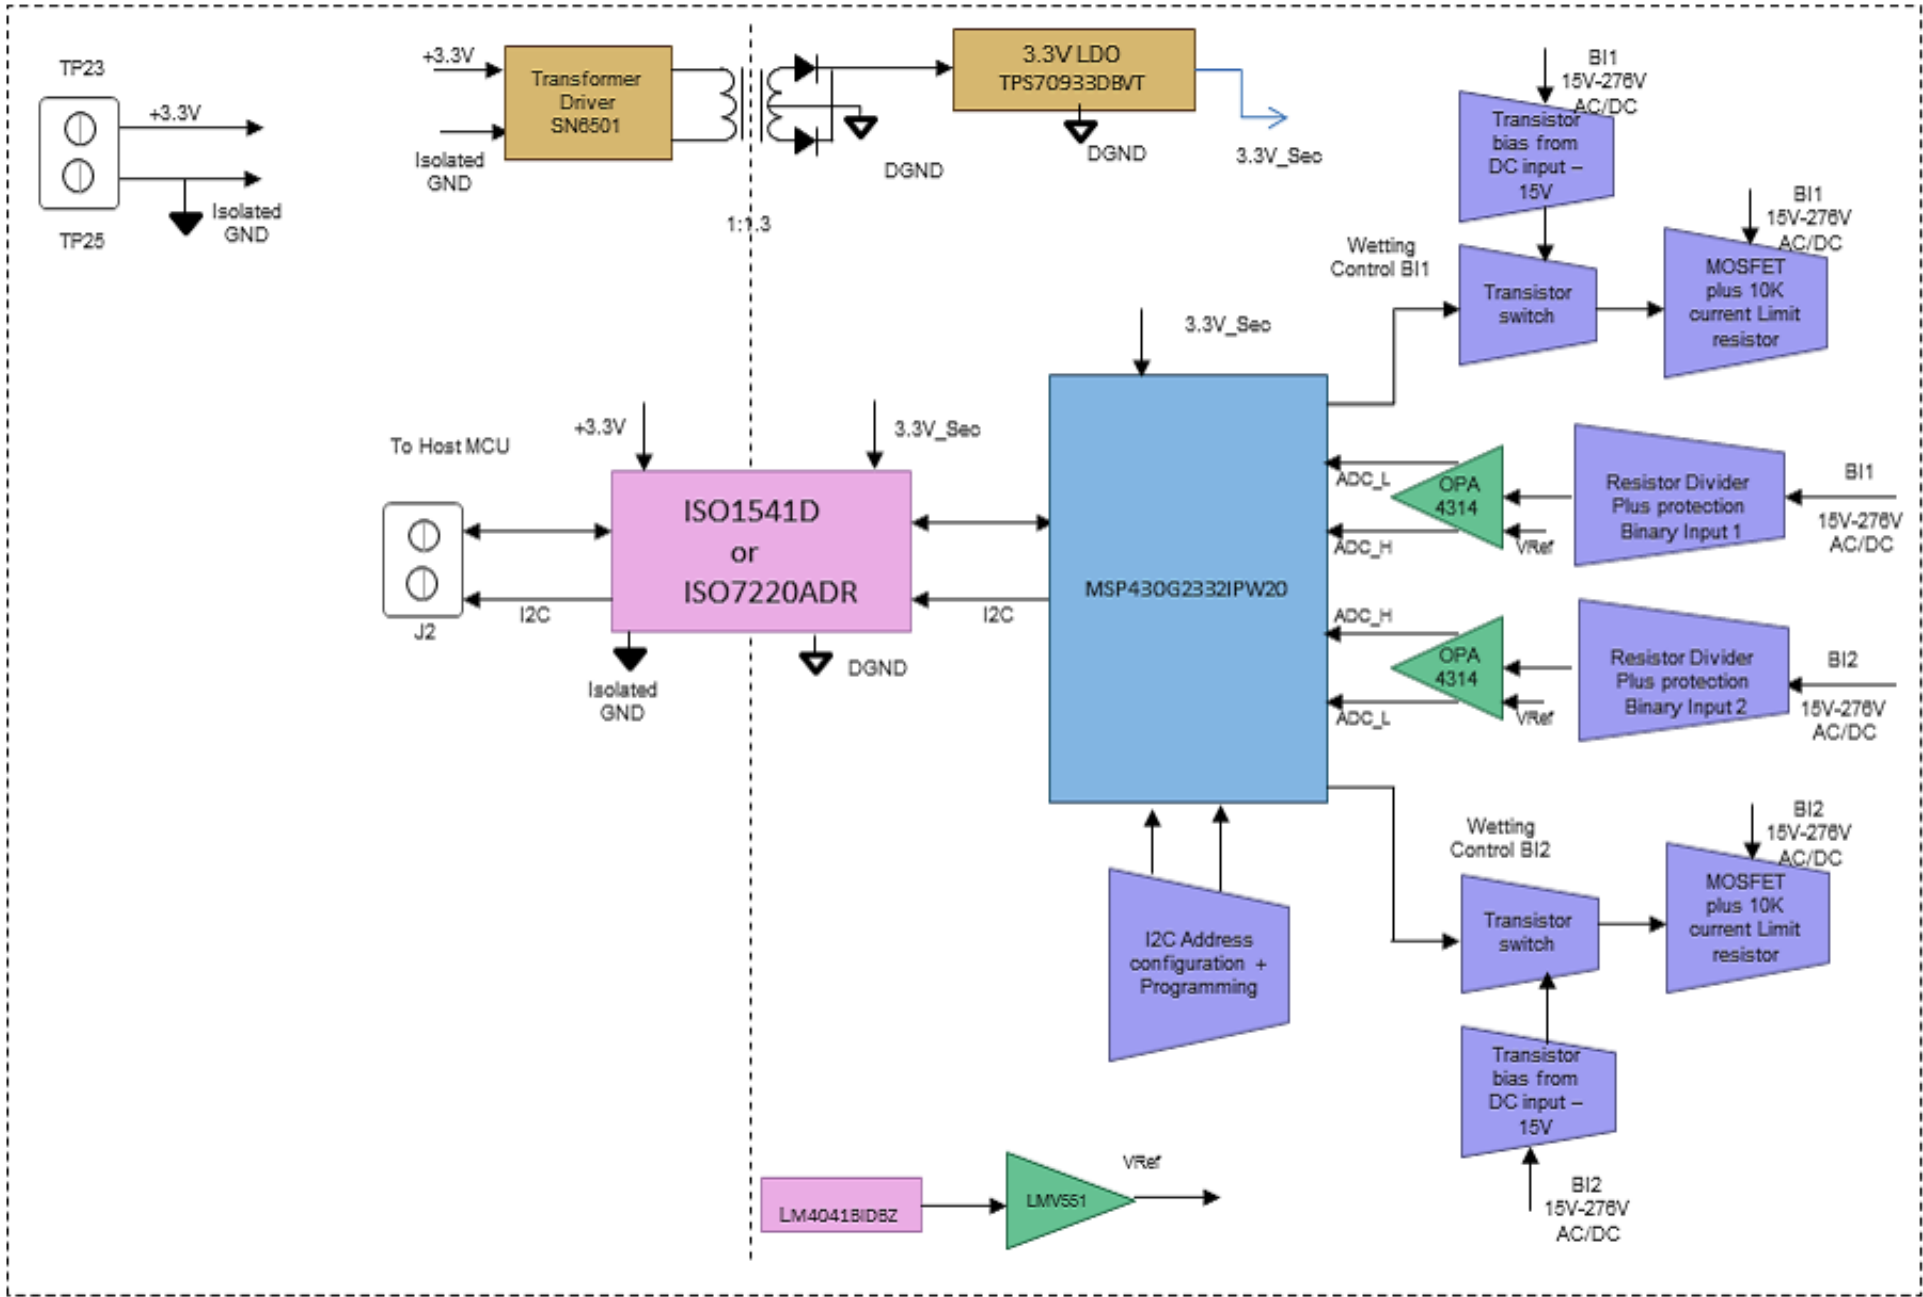 TP23
+3.3V
Isolated
GND
TP25
+3.3V
Isolated
GND
Transformer
Driver
SN6501
1:1.3
DGND
3.3V LDO
TPS70933DBVT
DGND
3.3V_Sec
BI1
15V-276V
AC/DC
Transistor
bias from
DC input –
15V
Wetting
Control BI1
Transistor
switch
BI1
15V-276V
AC/DC
MOSFET
plus 10K
current Limit
resistor
To Host MCU
J2
I2C
+3.3V
3.3V_Sec
ISO1541D
or
ISO7220ADR
Isolated
GND
DGND
I2C
3.3V_Sec
MSP430G2332IPW20
ADC_L
ADC_H
OPA
4314
VRef
Resistor Divider
Plus protection
Binary Input 1
BI1
15V-276V
AC/DC
ADC_H
ADC_L
OPA
4314
VRef
Resistor Divider
Plus protection
Binary Input 2
BI2
15V-276V
AC/DC
I2C Address
configuration +
Programming
Wetting
Control BI2
Transistor
switch
BI2
15V-276V
AC/DC
MOSFET
plus 10K
current Limit
resistor
Transistor
bias from
DC input –
15V
BI2
15V-276V
AC/DC
LM4041BIDBZ
LMV551
VRef